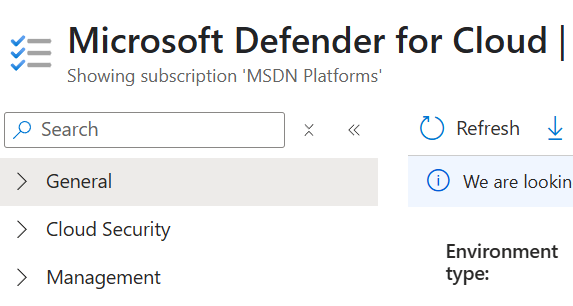 Microsoft Defender for Cloud |
Showing subscription 'MSDN Platforms'
Search
Refresh
General
We are lookin
Cloud Security
Environment
type:
Management